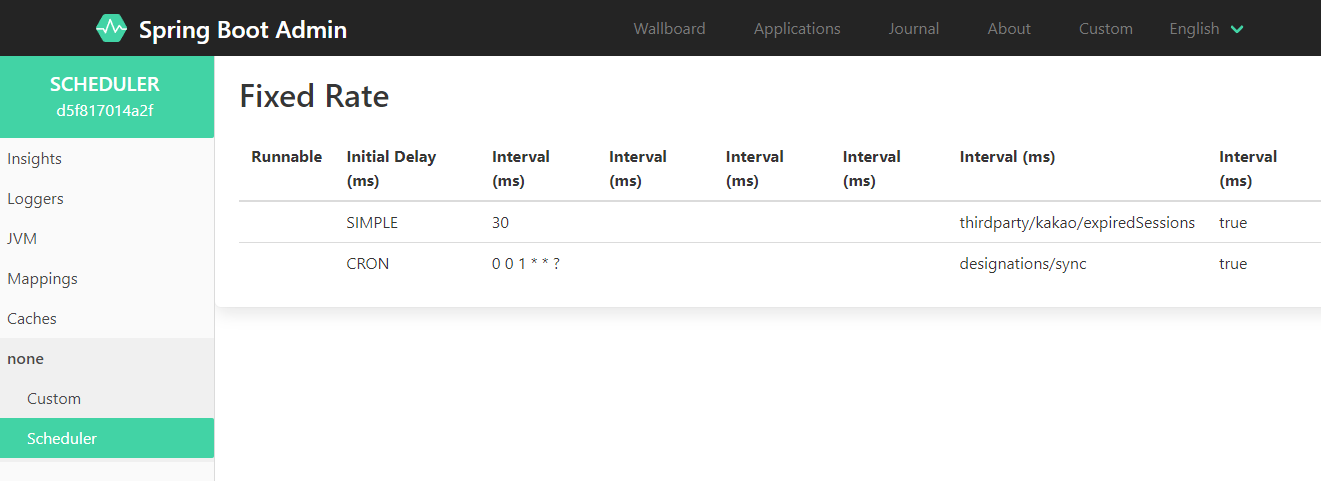 Spring Boot Admin
Wallboard Applications Journal About Custom English
SCHEDULER
d5f817014a2f
Insights
Loggers
JVM
Mappings
Caches
none
Custom
Scheduler
Fixed Rate
Runnable Initial Delay (ms) Interval (ms) Interval (ms) Interval (ms) Interval (ms) Interval (ms) Interval (ms)
SIMPLE 30 thirdparty/kakao/expiredSessions true
CRON 0 0 1 * * ? designations/sync true